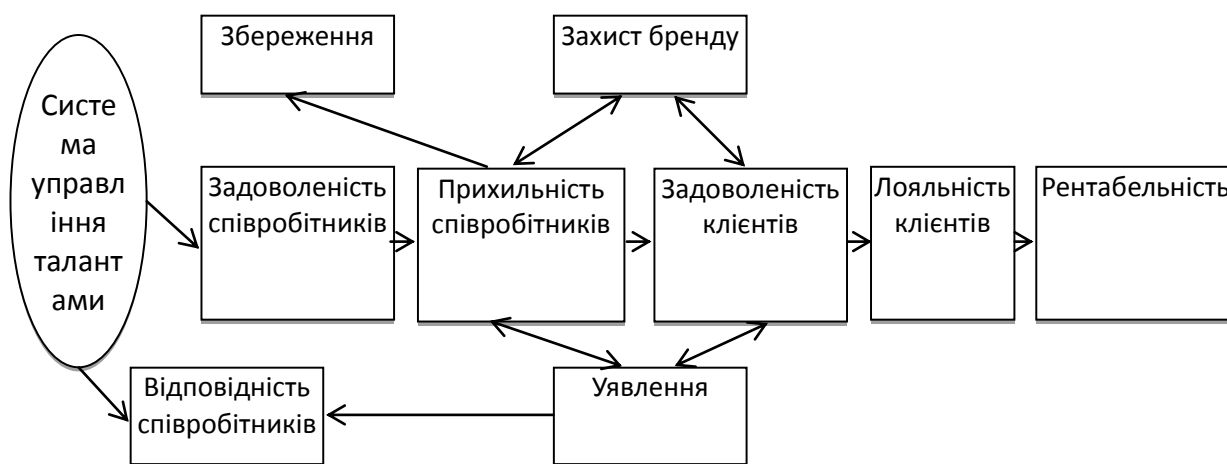 Збереження
Захист бренду
Систе
ма
управл
іння
талант
ами
Задоволеність
співробітників
Прихильність
співробітників
Задоволеність
клієнтів
Лояльність
клієнтів
Рентабельність
Відповідність
співробітників
Уявлення